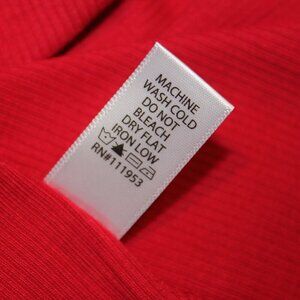 MACHINE
WASH COLD
DO NOT
BLEACH
DRY FLAT
IRON LOW
RN#111953